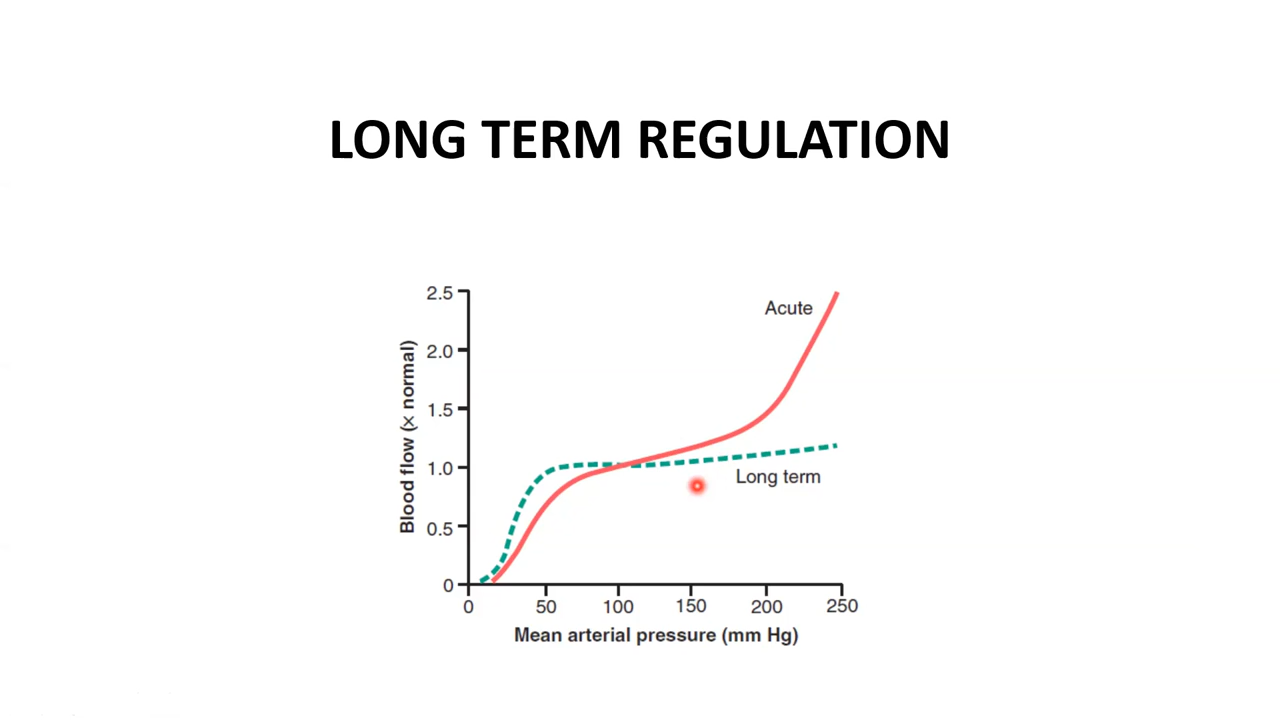 LONG TERM REGULATION
2.5
2.0
1.5
1.0
0.5
0
Blood flow (× normal)
Acute
Long term
0 50 100 150 200 250
Mean arterial pressure (mm Hg)